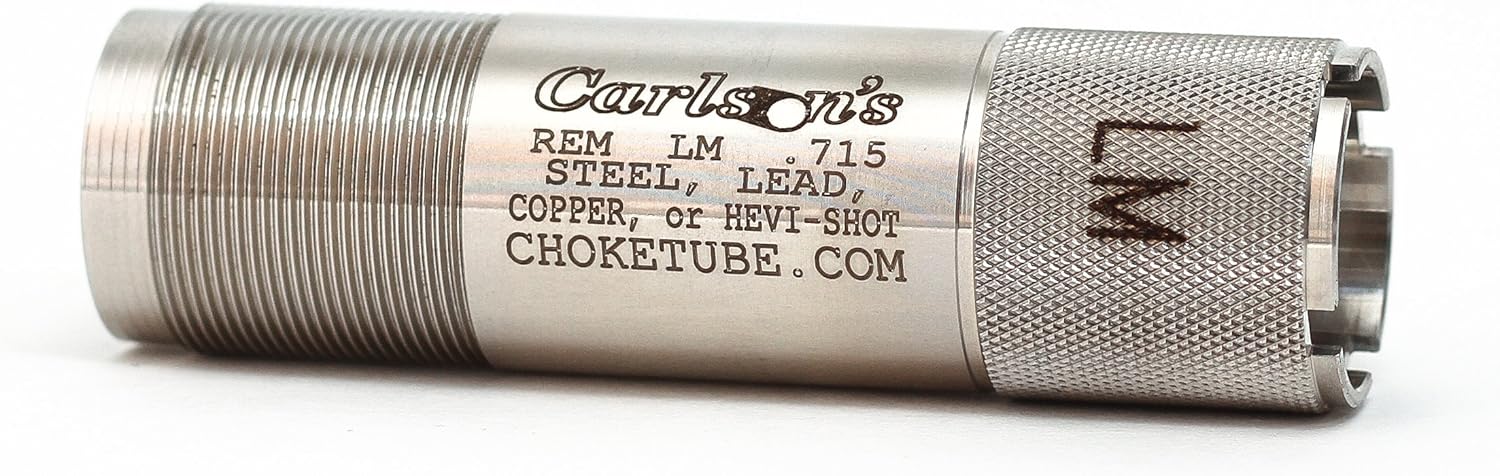 Carlson's
REM LM .715
STEEL, LEAD,
COPPER, or HEVI-SHOT
CHOKETUBE.COM
LM